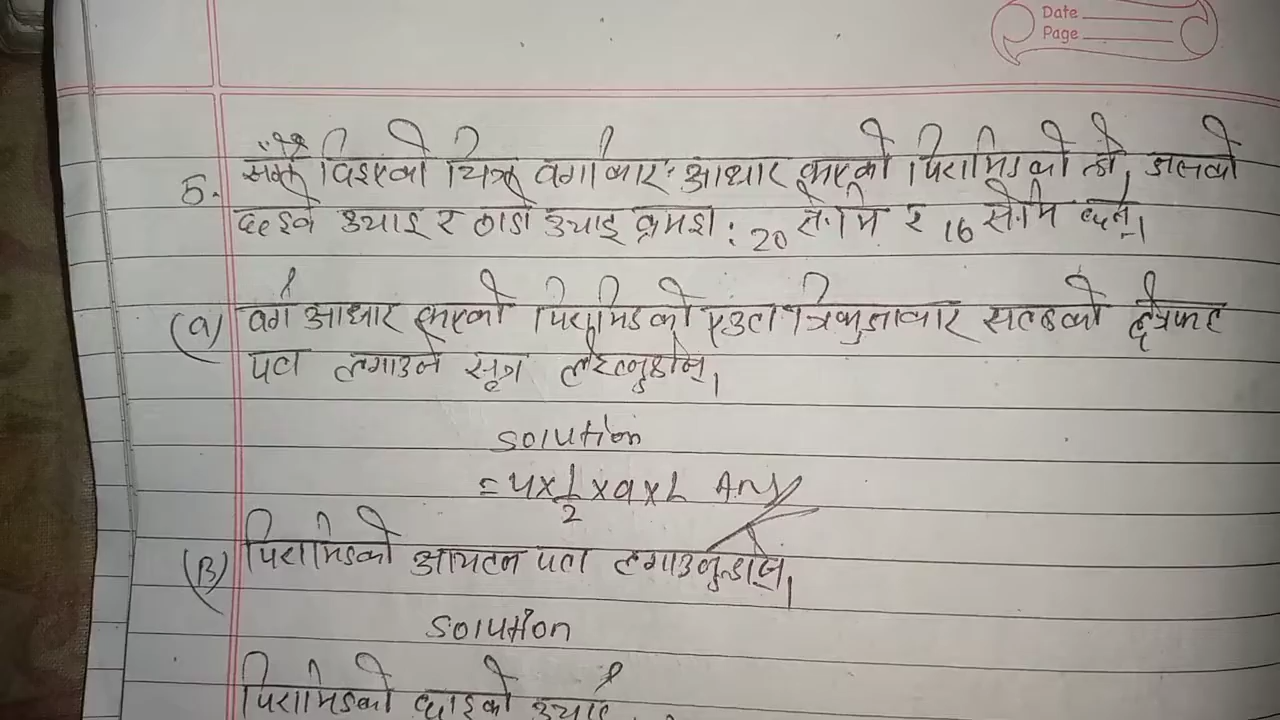 Date
Page
5. सँगै दिइएको चित्र वर्गाकार आधार भएको पिरामिडको हो, जसको
छड्के उचाइ र ठाडो उचाइ क्रमश: 20 से.मि र 16 से.मि छन्।
(a) वर्ग आधार भएको पिरामिडको एउटा त्रिभुजाकार सतहको क्षेत्रफल
पत्ता लगाउने सूत्र लेख्नुहोस्।
solution
= 4 × 1/2 × a × L Ans
(B) पिरामिडको आयतन पत्ता लगाउनुहोस्।
solution
पिरामिडको छड्के उचाई